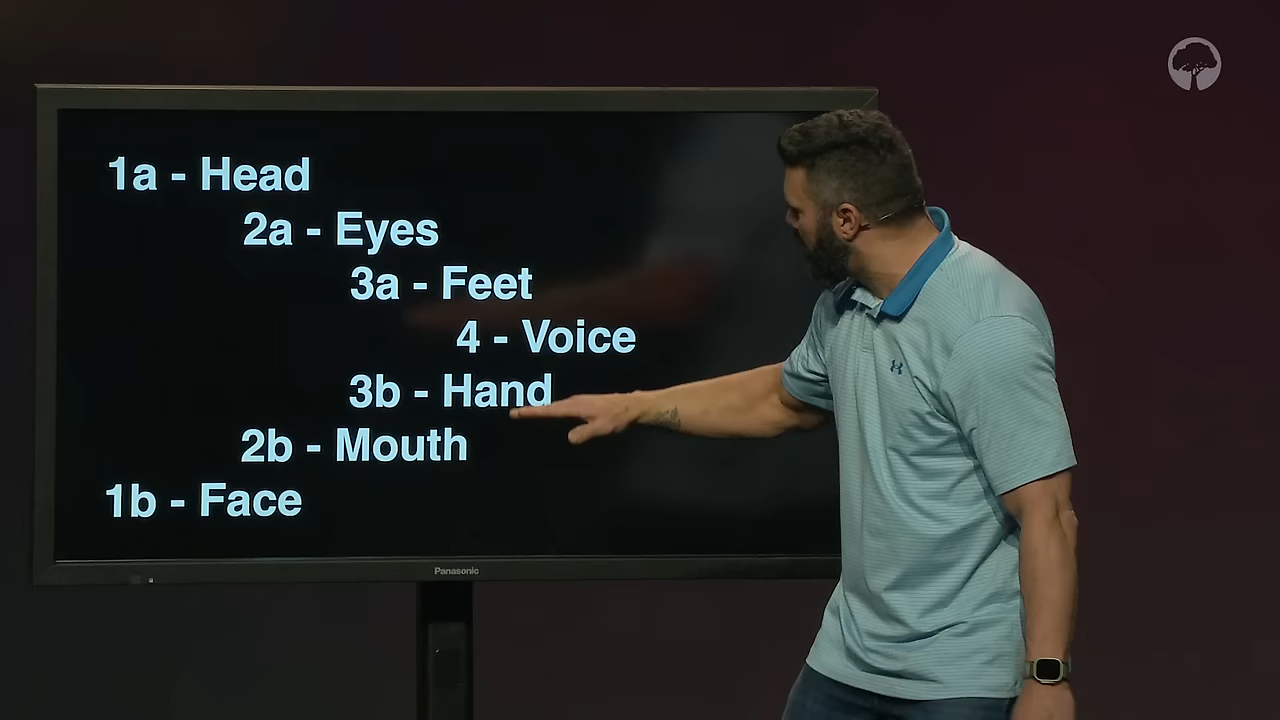 1a - Head
2a - Eyes
3a - Feet
4 - Voice
3b - Hand
2b - Mouth
1b - Face
Panasonic